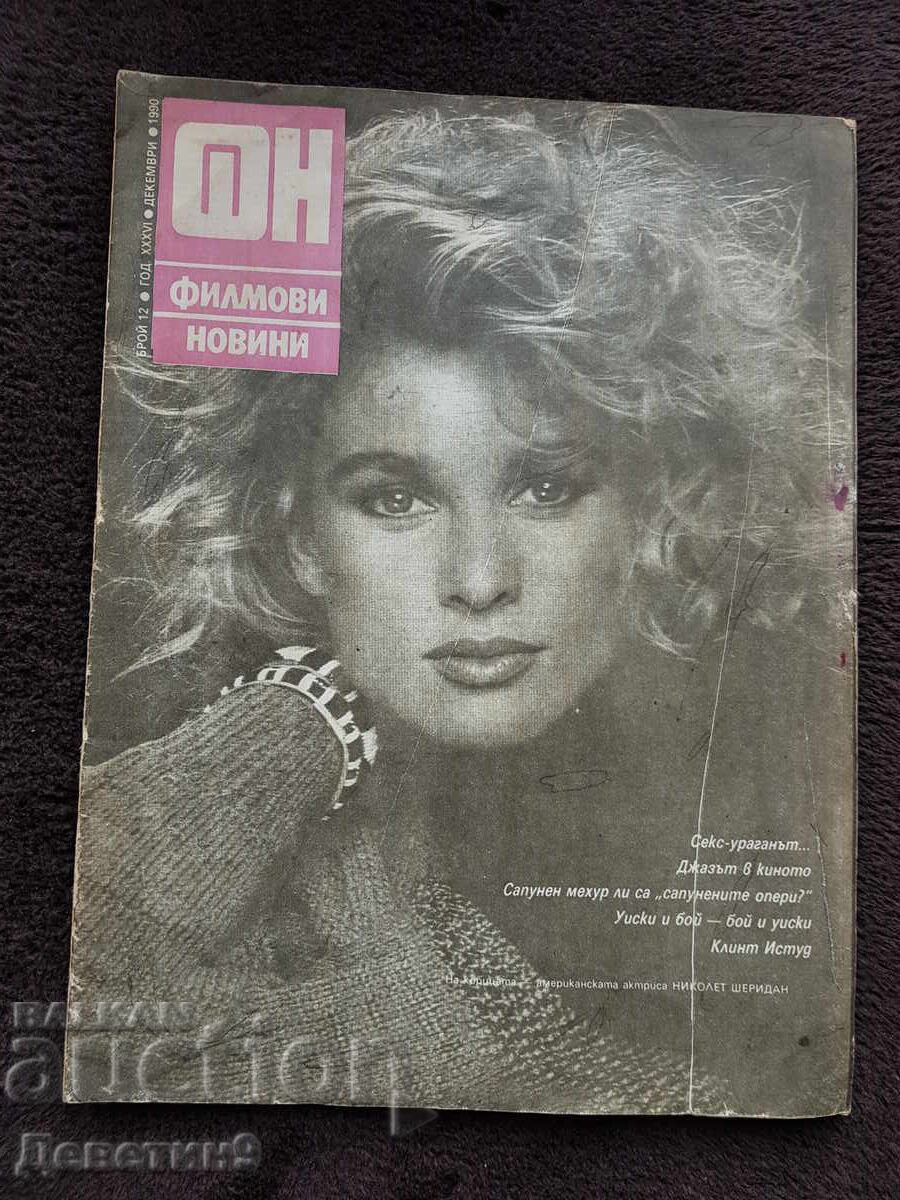 БРОЙ 12 ● ГОД. XXXVI ● ДЕКЕМВРИ ● 1990
ФН
ФИЛМОВИ
НОВИНИ
Секс-ураганът...
Джазът в киното
Сапунен мехур ли са „сапунените опери?“
Уиски и бой — бой и уиски
Клинт Истуд
На корицата — американската актриса НИКОЛЕТ ШЕРИДАН
BALKAN
auction
Деветин9